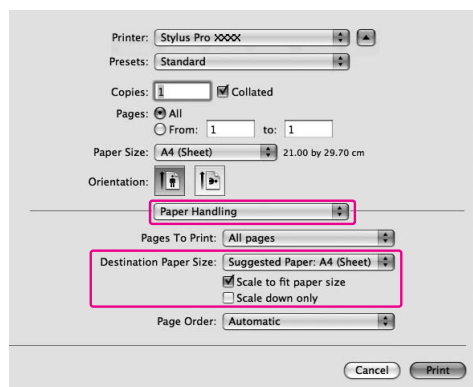 Printer: Stylus Pro XXXX
Presets: Standard
Copies: 1 Collated
Pages: All
From: 1 to: 1
Paper Size: A4 (Sheet) 21.00 by 29.70 cm
Orientation:
Paper Handling
Pages To Print: All pages
Destination Paper Size: Suggested Paper: A4 (Sheet)
Scale to fit paper size
Scale down only
Page Order: Automatic
Cancel Print